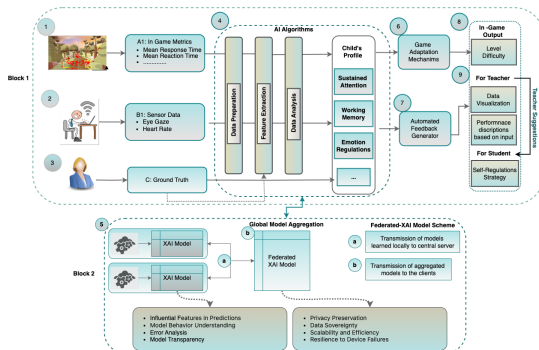 1
A1: In Game Metrics
• Mean Response Time
• Mean Reaction Time
• ..............
Block 1
2
B1: Sensor Data
• Eye Gaze
• Heart Rate
3
C: Ground Truth
4
AI Algorithms
Data Preparation
Feature Extraction
Data Analysis
Child's
Profile
Sustained
Attention
Working
Memory
Emotion
Regulations
...
6
Game
Adaptation
Mechanims
7
Automated
Feedback
Generator
8
In -Game
Output
Level
Difficulty
9
For Teacher
Data
Visualization
Performnae
discriptions
based on input
For Student
Self-Regulations
Strategy
Teacher Suggestions
5
Block 2
XAI Model
XAI Model
a
Global Model Aggregation
b
Federated
XAI Model
Federated-XAI Model Scheme
a
Transmission of models
learned locally to central server
b
Transmission of aggregated
models to the clients
• Influential Features in Predictions
• Model Behavior Understanding
• Error Analysis
• Model Transparency
• Privacy Preservation
• Data Sovereignty
• Scalability and Efficiency
• Resilience to Device Failures